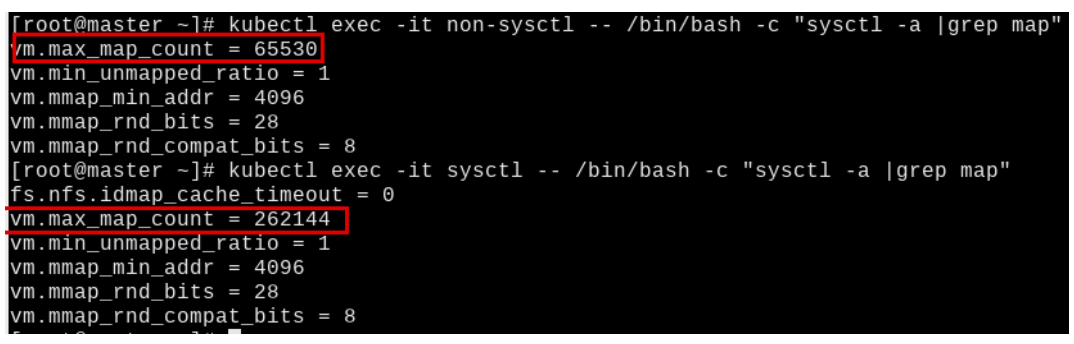 [root@master ~]# kubectl exec -it non-sysctl -- /bin/bash -c "sysctl -a |grep map"
vm.max_map_count = 65530
vm.min_unmapped_ratio = 1
vm.mmap_min_addr = 4096
vm.mmap_rnd_bits = 28
vm.mmap_rnd_compat_bits = 8
[root@master ~]# kubectl exec -it sysctl -- /bin/bash -c "sysctl -a |grep map"
fs.nfs.idmap_cache_timeout = 0
vm.max_map_count = 262144
vm.min_unmapped_ratio = 1
vm.mmap_min_addr = 4096
vm.mmap_rnd_bits = 28
vm.mmap_rnd_compat_bits = 8